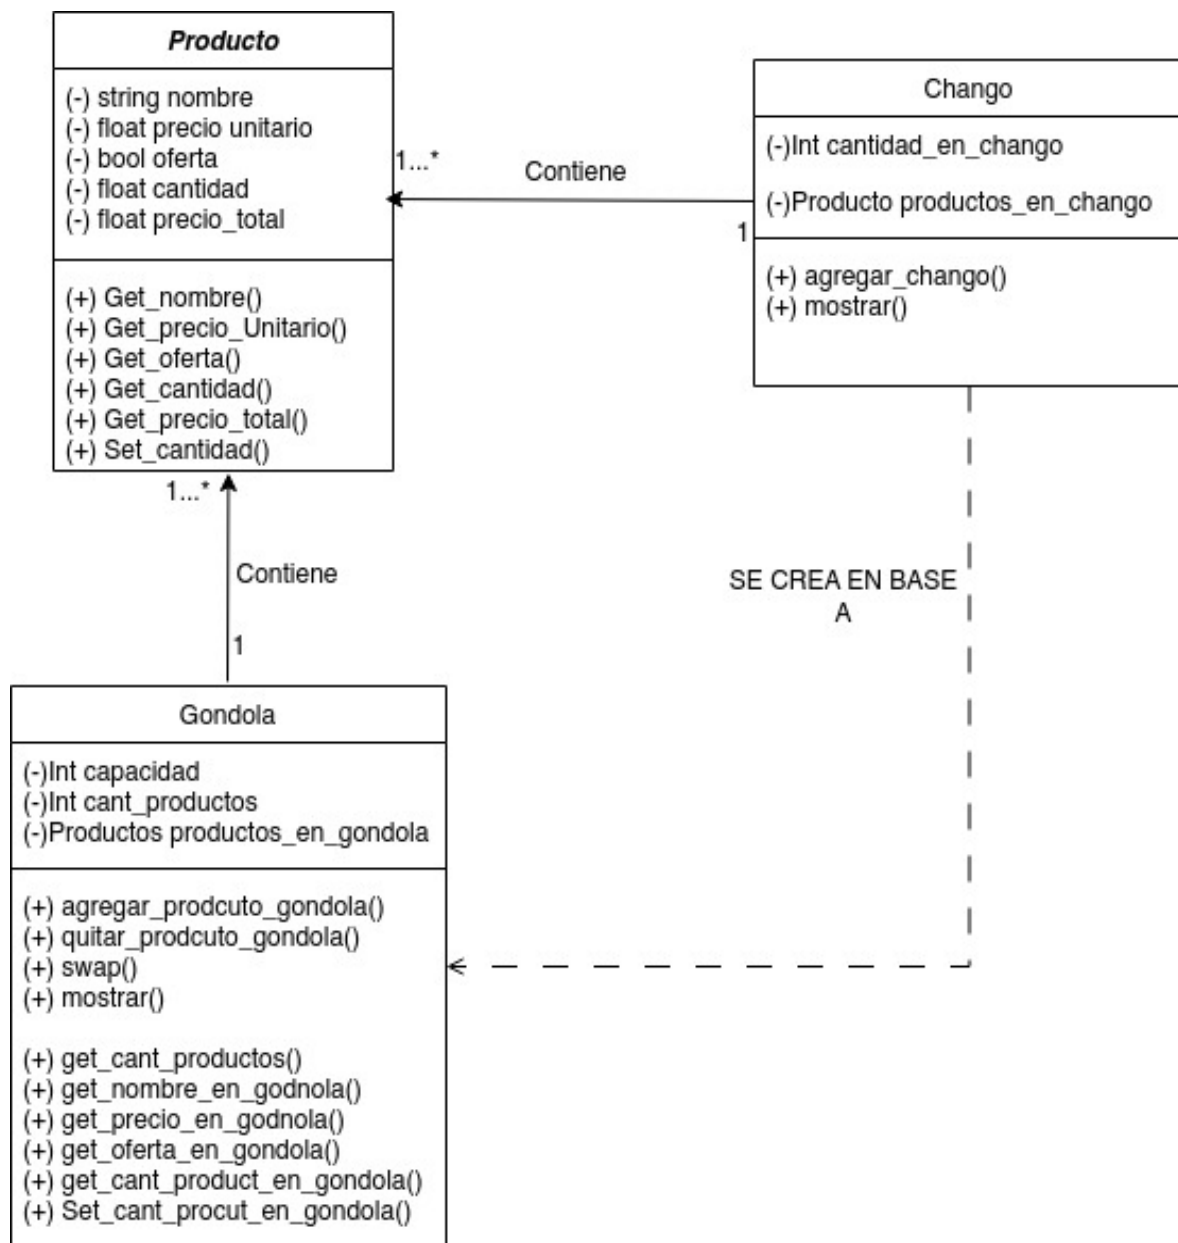 Producto
(-) string nombre
(-) float precio unitario
(-) bool oferta
(-) float cantidad
(-) float precio_total
(+) Get_nombre()
(+) Get_precio_Unitario()
(+) Get_oferta()
(+) Get_cantidad()
(+) Get_precio_total()
(+) Set_cantidad()
1...*
Contiene
1
Chango
(-)Int cantidad_en_chango
(-)Producto productos_en_chango
(+) agregar_chango()
(+) mostrar()
1...*
Contiene
1
SE CREA EN BASE
A
Gondola
(-)Int capacidad
(-)Int cant_productos
(-)Productos productos_en_gondola
(+) agregar_prodcuto_gondola()
(+) quitar_prodcuto_gondola()
(+) swap()
(+) mostrar()
(+) get_cant_productos()
(+) get_nombre_en_godnola()
(+) get_precio_en_godnola()
(+) get_oferta_en_gondola()
(+) get_cant_product_en_gondola()
(+) Set_cant_procut_en_gondola()